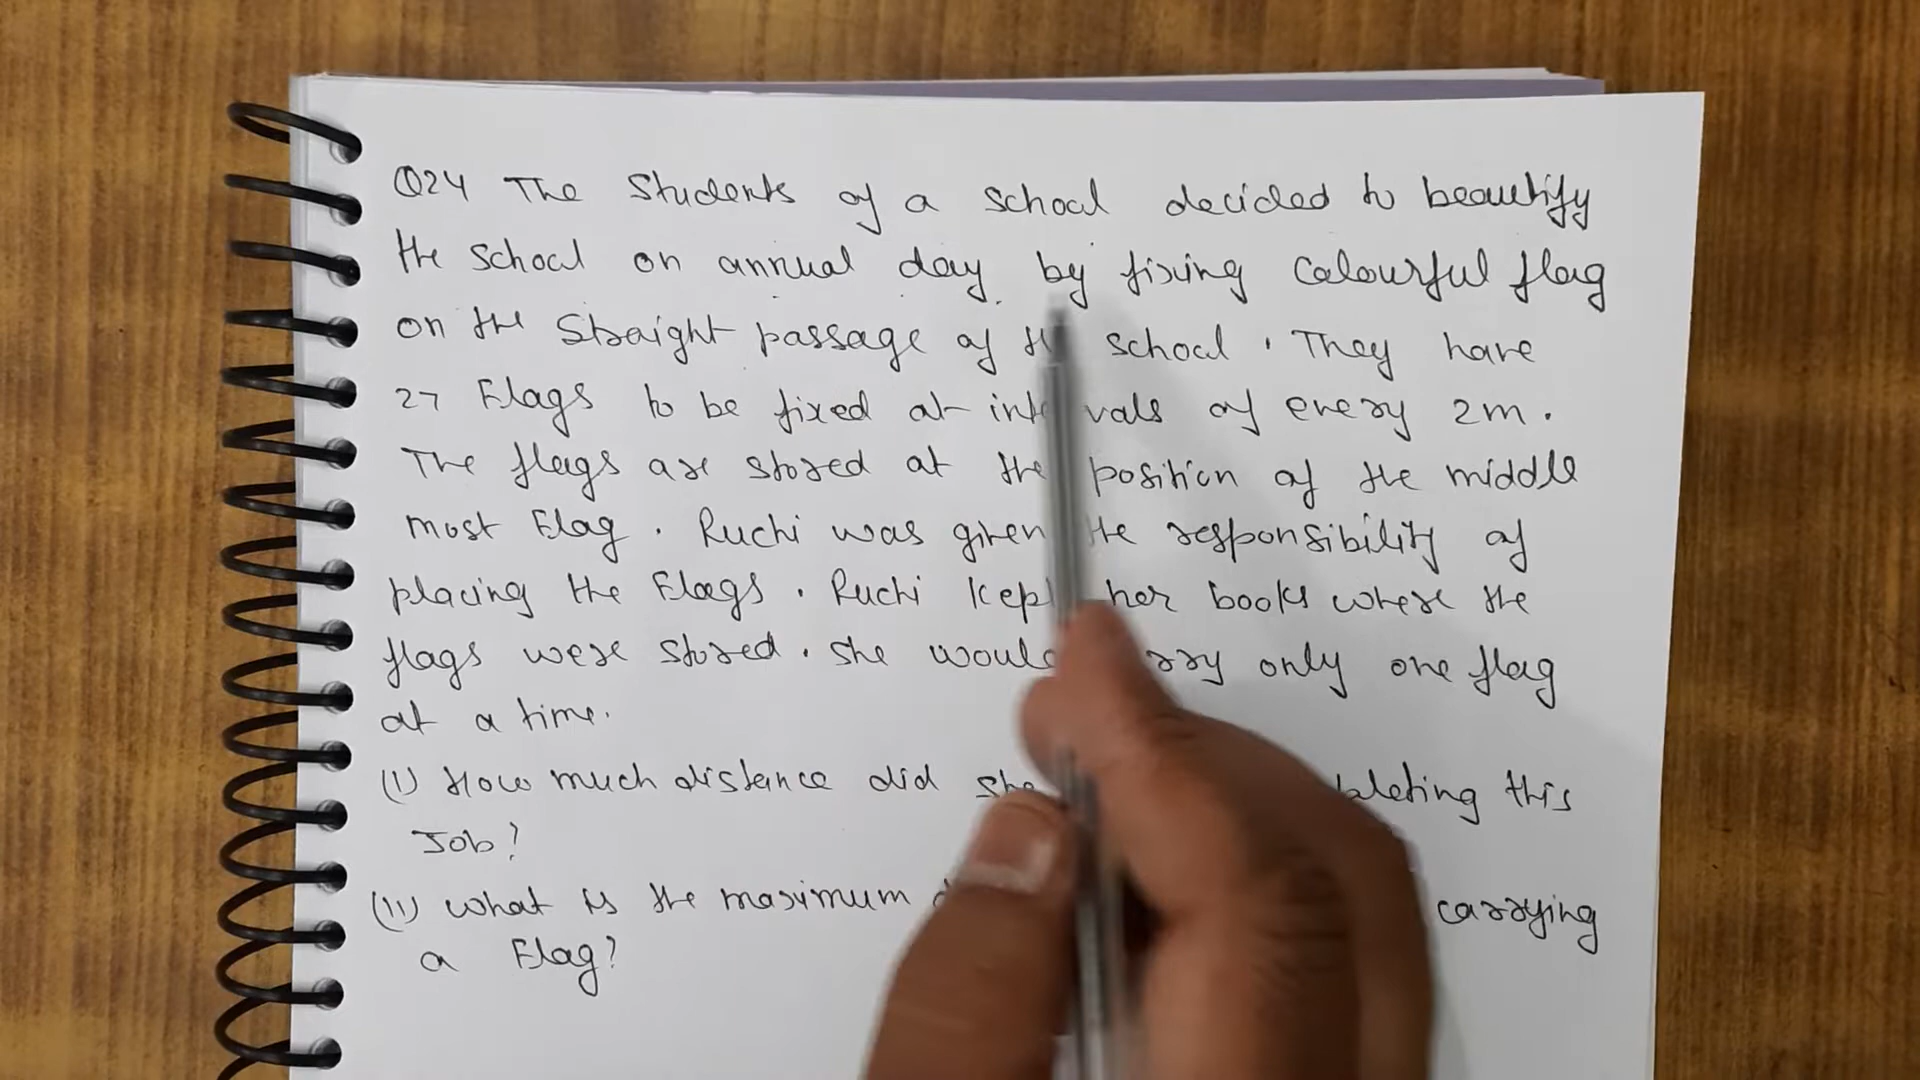 Q24 The Students of a school decided to beautify
the school on annual day by fixing Colourful flag
on the Straight passage of school. They have
27 Flags to be fixed at intervals of every 2m.
The flags are stored at the position of the middle
most Flag. Ruchi was given the responsibility of
placing the Flags. Ruchi kept her books where the
flags were stored. She would only one flag
at a time.
(I) How much distance did she this
Job?
(II) what is the maximum carrying
a Flag?